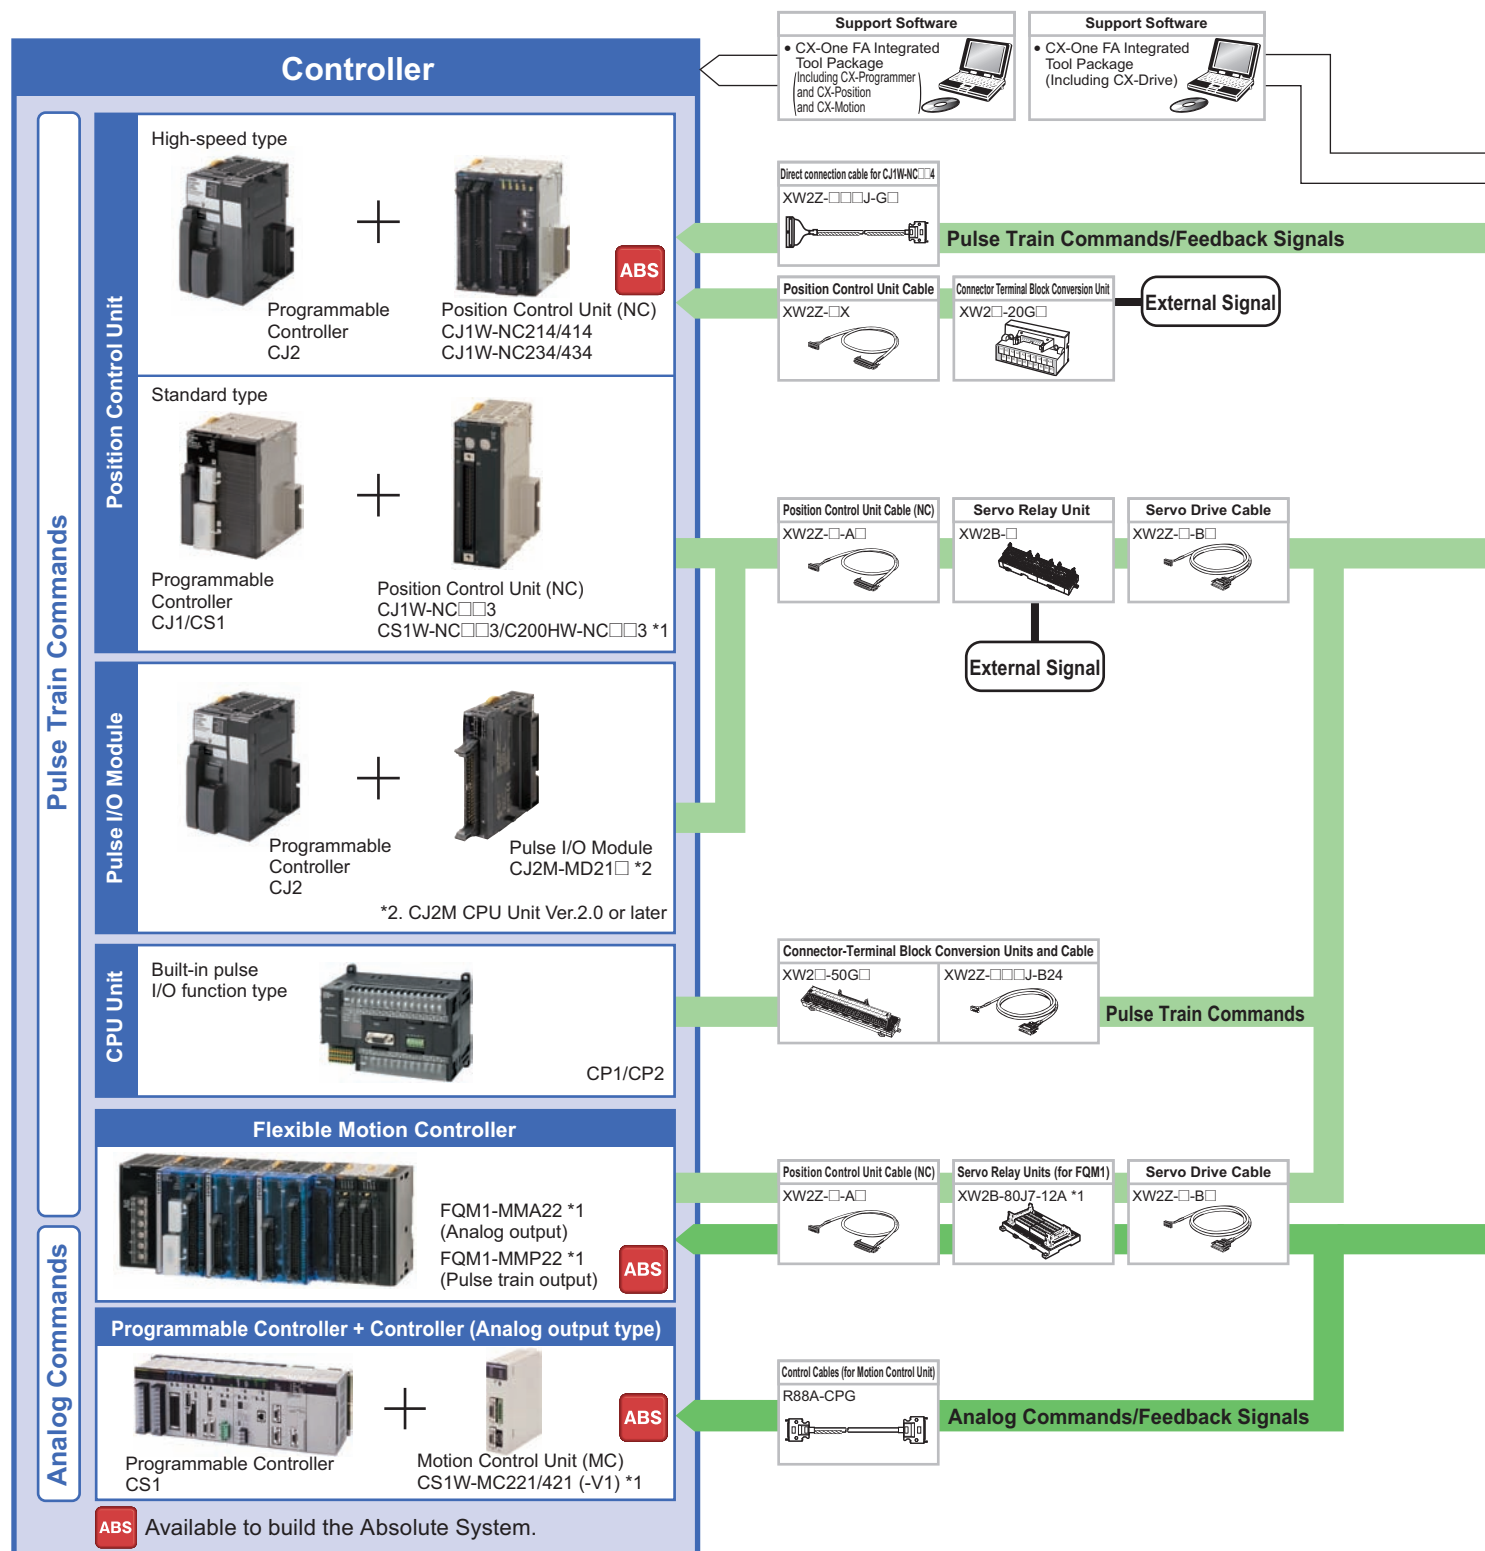 Support Software
• CX-One FA Integrated
Tool Package
(Including CX-Programmer
and CX-Position
and CX-Motion)
Support Software
• CX-One FA Integrated
Tool Package
(Including CX-Drive)
Controller
Pulse Train Commands
Position Control Unit
High-speed type
ABS
Programmable
Controller
CJ2
Position Control Unit (NC)
CJ1W-NC214/414
CJ1W-NC234/434
Direct connection cable for CJ1W-NC□□4
XW2Z-□□□J-G□
Pulse Train Commands/Feedback Signals
Position Control Unit Cable
XW2Z-□X
Connector Terminal Block Conversion Unit
XW2□-20G□
External Signal
Standard type
Programmable
Controller
CJ1/CS1
Position Control Unit (NC)
CJ1W-NC□□3
CS1W-NC□□3/C200HW-NC□□3 *1
Position Control Unit Cable (NC)
XW2Z-□-A□
Servo Relay Unit
XW2B-□
Servo Drive Cable
XW2Z-□-B□
External Signal
Pulse I/O Module
Programmable
Controller
CJ2
Pulse I/O Module
CJ2M-MD21□ *2
*2. CJ2M CPU Unit Ver.2.0 or later
CPU Unit
Built-in pulse
I/O function type
CP1/CP2
Connector-Terminal Block Conversion Units and Cable
XW2□-50G□
XW2Z-□□□J-B24
Pulse Train Commands
Flexible Motion Controller
FQM1-MMA22 *1
(Analog output)
FQM1-MMP22 *1
(Pulse train output)
ABS
Position Control Unit Cable (NC)
XW2Z-□-A□
Servo Relay Units (for FQM1)
XW2B-80J7-12A *1
Servo Drive Cable
XW2Z-□-B□
Analog Commands
Programmable Controller + Controller (Analog output type)
ABS
Programmable Controller
CS1
Motion Control Unit (MC)
CS1W-MC221/421 (-V1) *1
Control Cables (for Motion Control Unit)
R88A-CPG
Analog Commands/Feedback Signals
ABS Available to build the Absolute System.